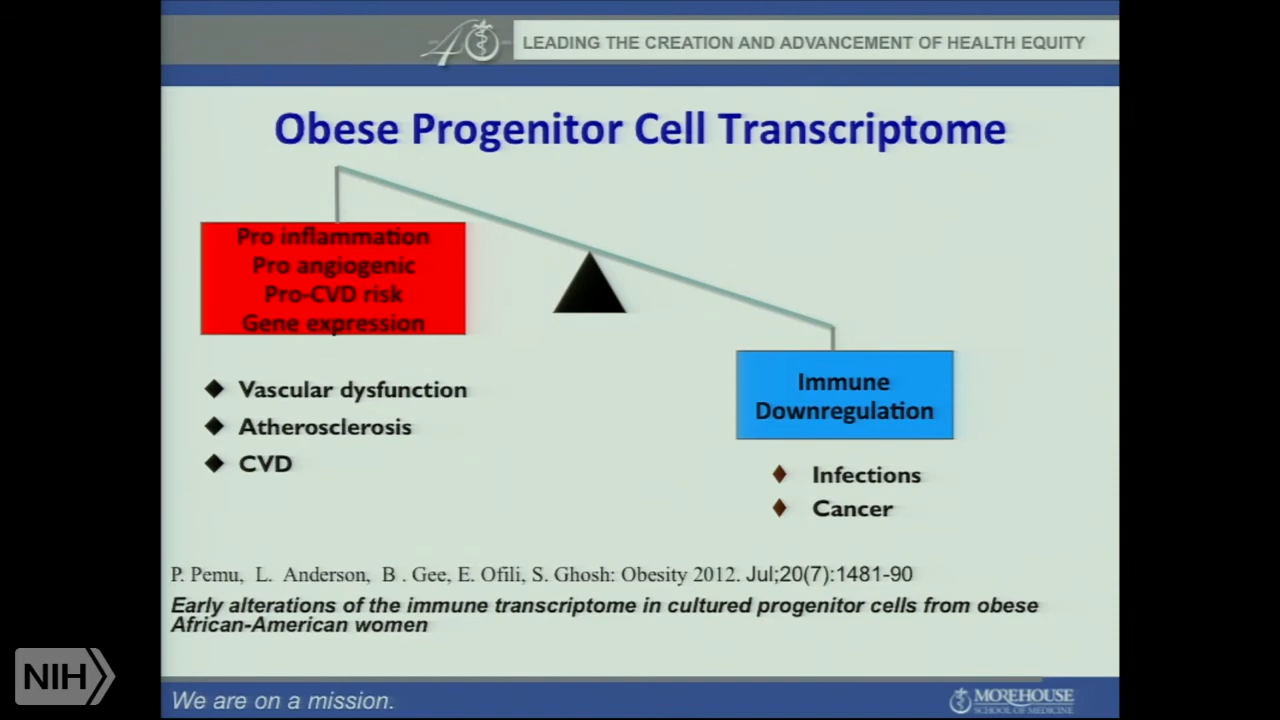 40
LEADING THE CREATION AND ADVANCEMENT OF HEALTH EQUITY
Obese Progenitor Cell Transcriptome
Pro inflammation
Pro angiogenic
Pro-CVD risk
Gene expression
Vascular dysfunction
Atherosclerosis
CVD
Immune
Downregulation
Infections
Cancer
P. Pemu, L. Anderson, B . Gee, E. Ofili, S. Ghosh: Obesity 2012. Jul;20(7):1481-90
Early alterations of the immune transcriptome in cultured progenitor cells from obese
African-American women
NIH
We are on a mission.
MOREHOUSE
SCHOOL OF MEDICINE